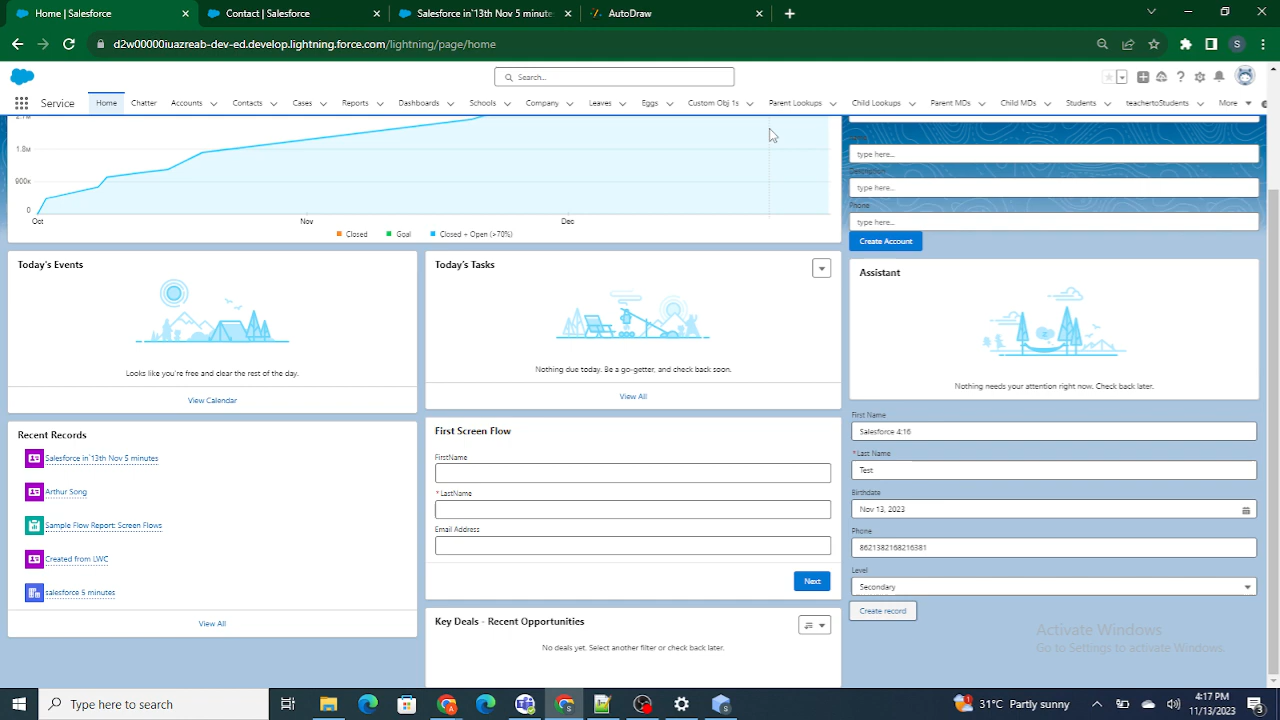 Home | Salesforce
Contact | Salesforce
Salesforce in`13th Nov 5 minutes
AutoDraw
d2w0000iuazreab-dev-ed.develop.lightning.force.com/lightning/page/home
S
Search...
Service
Home
Chatter
Accounts
Contacts
Cases
Reports
Dashboards
Schools
Company
Leaves
Eggs
Custom Obj 1s
Parent Lookups
Child Lookups
Parent MDs
Child MDs
Students
teachertoStudents
More
2.7M
1.8M
900K
0
Oct
Nov
Dec
Closed
Goal
Closed + Open (>70%)
type here...
Description
type here...
Phone
type here...
Create Account
Today's Events
Looks like you're free and clear the rest of the day.
View Calendar
Today's Tasks
Nothing due today. Be a go-getter, and check back soon.
View All
Assistant
Nothing needs your attention right now. Check back later.
Recent Records
Salesforce in`13th Nov 5 minutes
Arthur Song
Sample Flow Report: Screen Flows
Created from LWC
salesforce 5 minutes
View All
First Screen Flow
FirstName
* LastName
Email Address
Next
Key Deals - Recent Opportunities
No deals yet. Select another filter or check back later.
First Name
Salesforce 4:16
*Last Name
Test
Birthdate
Nov 13, 2023
Phone
8621382168216381
Level
Secondary
Create record
Activate Windows
Go to Settings to activate Windows.
Type here to search
31°C Partly sunny
4:17 PM
11/13/2023